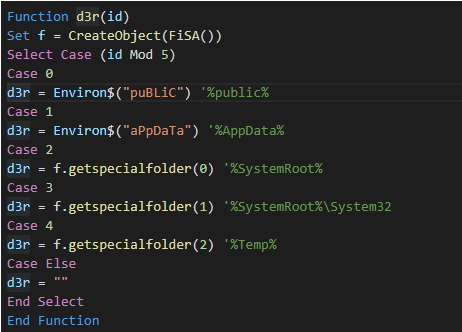 Function d3r(id)
Set f = CreateObject(FiSA())
Select Case (id Mod 5)
Case 0
d3r = Environ$("puBLiC") '%public%
Case 1
d3r = Environ$("aPpDaTa") '%AppData%
Case 2
d3r = f.getspecialfolder(0) '%SystemRoot%
Case 3
d3r = f.getspecialfolder(1) '%SystemRoot%\System32
Case 4
d3r = f.getspecialfolder(2) '%Temp%
Case Else
d3r = ""
End Select
End Function